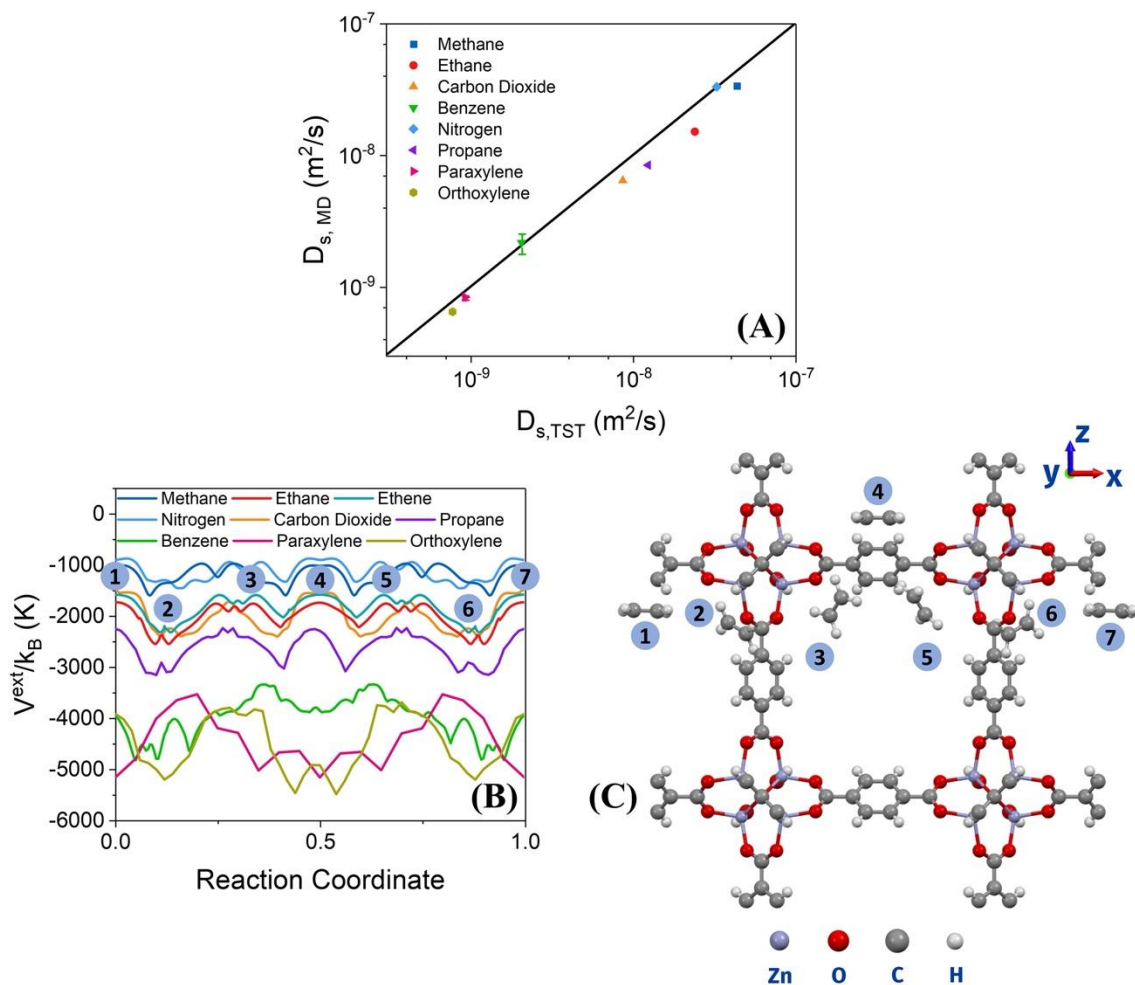 10⁻⁷
Methane
Ethane
Carbon Dioxide
Benzene
Nitrogen
Propane
Paraxylene
Orthoxylene
10⁻⁸
10⁻⁹
D_s, MD (m²/s)
(A)
10⁻⁹ 10⁻⁸ 10⁻⁷
D_s,TST (m²/s)
Methane Ethane Ethene
Nitrogen Carbon Dioxide Propane
Benzene Paraxylene Orthoxylene
0
-1000
-2000
-3000
-4000
-5000
-6000
V^ext/k_B (K)
1 2 3 4 5 6 7
(B)
0.0 0.5 1.0
Reaction Coordinate
z
y x
4
2 6
1 3 5 7
(C)
Zn O C H